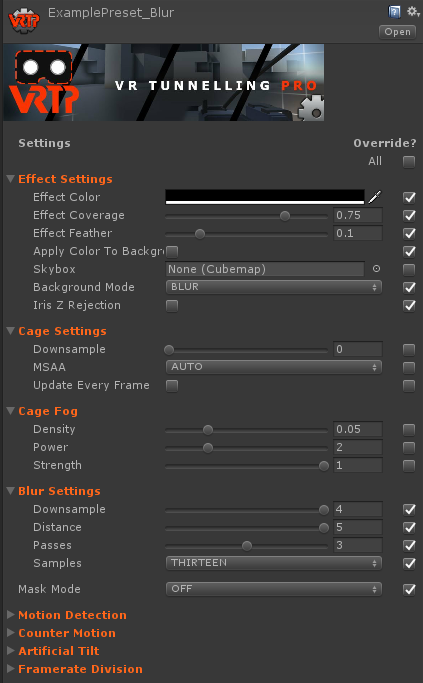 ExamplePreset_Blur
Open
VRTP
VR TUNNELLING PRO
Settings Override?
All
Effect Settings
Effect Color
Effect Coverage 0.75
Effect Feather 0.1
Apply Color To Backgr
Skybox None (Cubemap)
Background Mode BLUR
Iris Z Rejection
Cage Settings
Downsample 0
MSAA AUTO
Update Every Frame
Cage Fog
Density 0.05
Power 2
Strength 1
Blur Settings
Downsample 4
Distance 5
Passes 3
Samples THIRTEEN
Mask Mode OFF
Motion Detection
Counter Motion
Artificial Tilt
Framerate Division